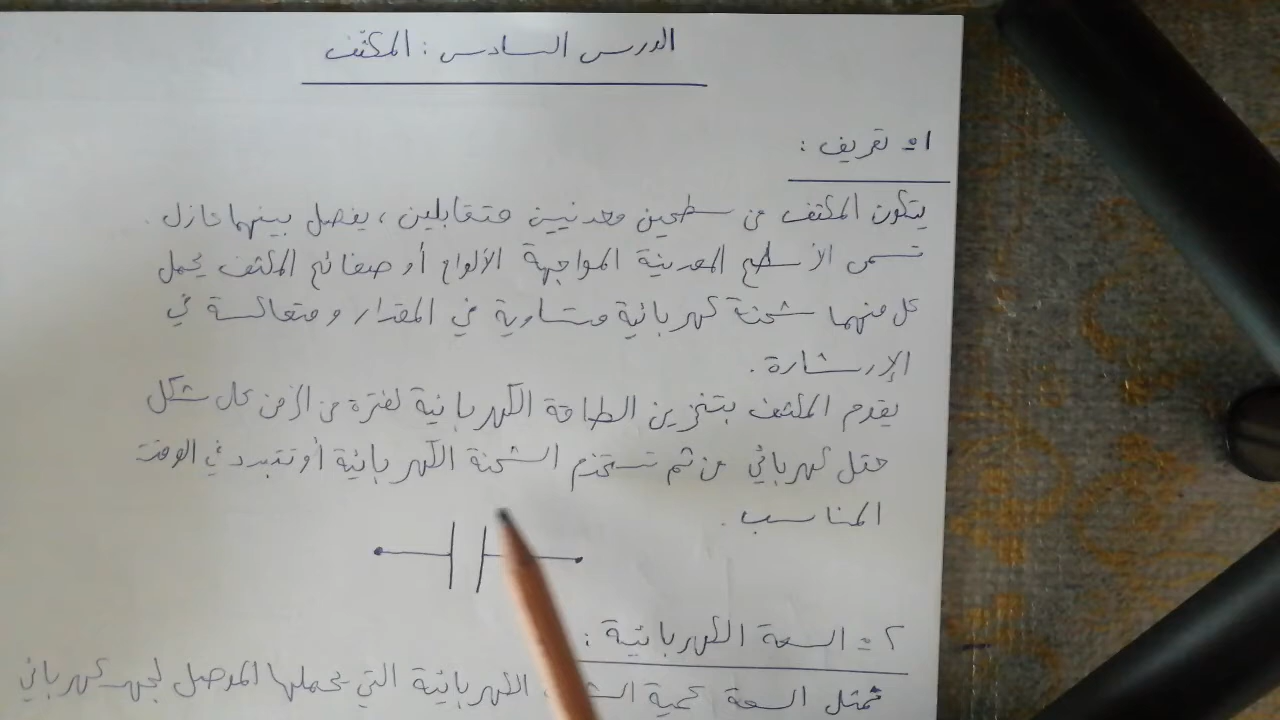 الدرس السادس : المكثف
1 = تعريف :
يتكون المكثف من سطحين معدنيين متقابلين ، يفصل بينهما عازل .
تسمى الأسطح المعدنية المواجهة الألواح أو صفائح المكثف يحمل
كل منهما شحنة كهربائية متساوية في المقدار و متعاكسة في
الإشارة .
يقوم المكثف بتخزين الطاقة الكهربائية لفترة من الزمن على شكل
حقل كهربائي من ثم تستخدم الشحنة الكهربائية أو تتبدد في الوقت
المناسب .
2 = السعة الكهربائية :
تمثل السعة كمية الكهربائية التي يحملها الموصل لجهد كهربائي